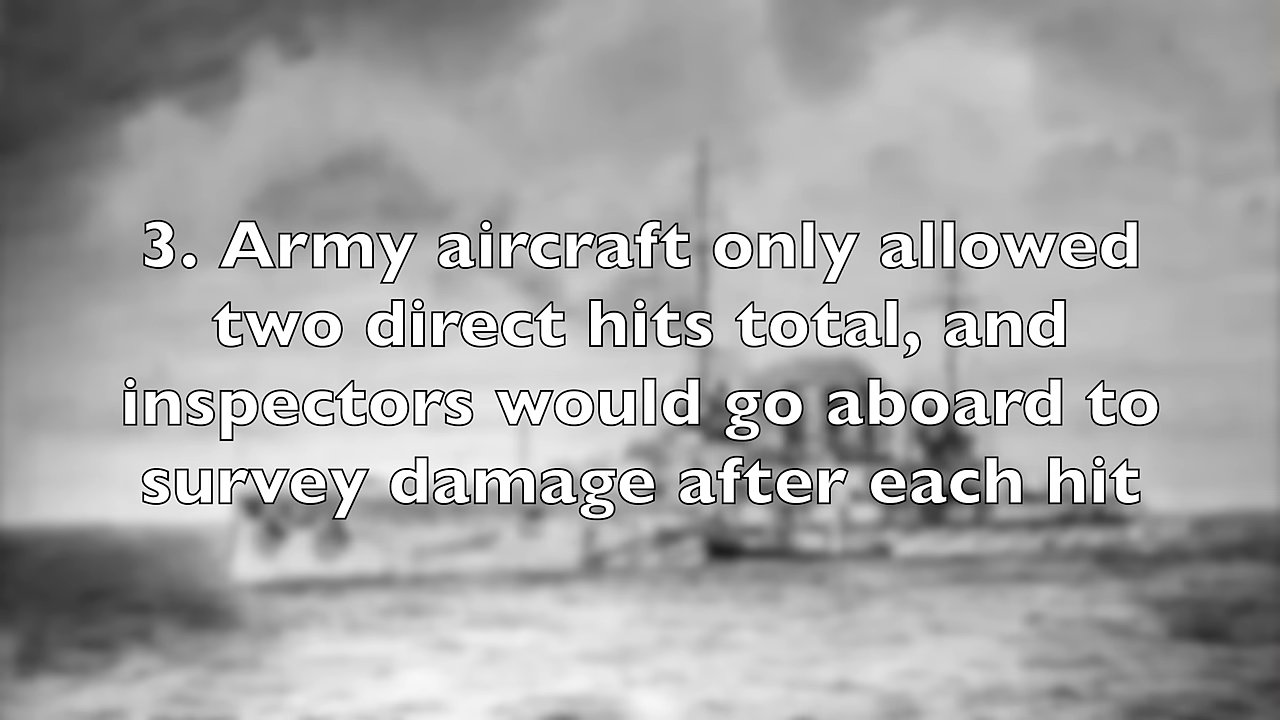 3. Army aircraft only allowed
two direct hits total, and
inspectors would go aboard to
survey damage after each hit